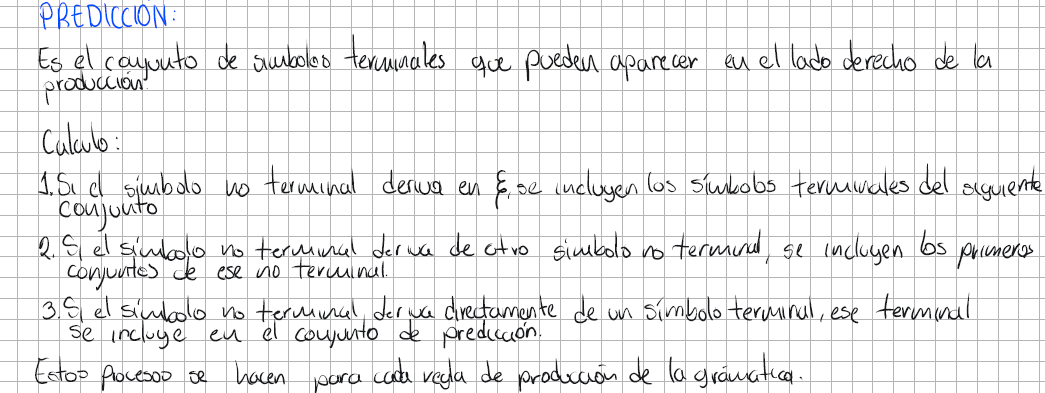 PREDICCIÓN:
Es el conjunto de simbolos terminales que pueden aparecer en el lado derecho de la
producción.
Calculo:
1. Si el símbolo no terminal deriva en ξ, se incluyen los símbolos terminales del siguiente
conjunto
2. Si el símbolo no terminal deriva de otro simbolo no terminal, se incluyen los primeros
conjuntos de ese no terminal.
3. Si el símbolo no terminal deriva directamente de un símbolo terminal, ese terminal
se incluye en el conjunto de predicción.
Estos procesos se hacen para cada regla de producción de la grámatica.